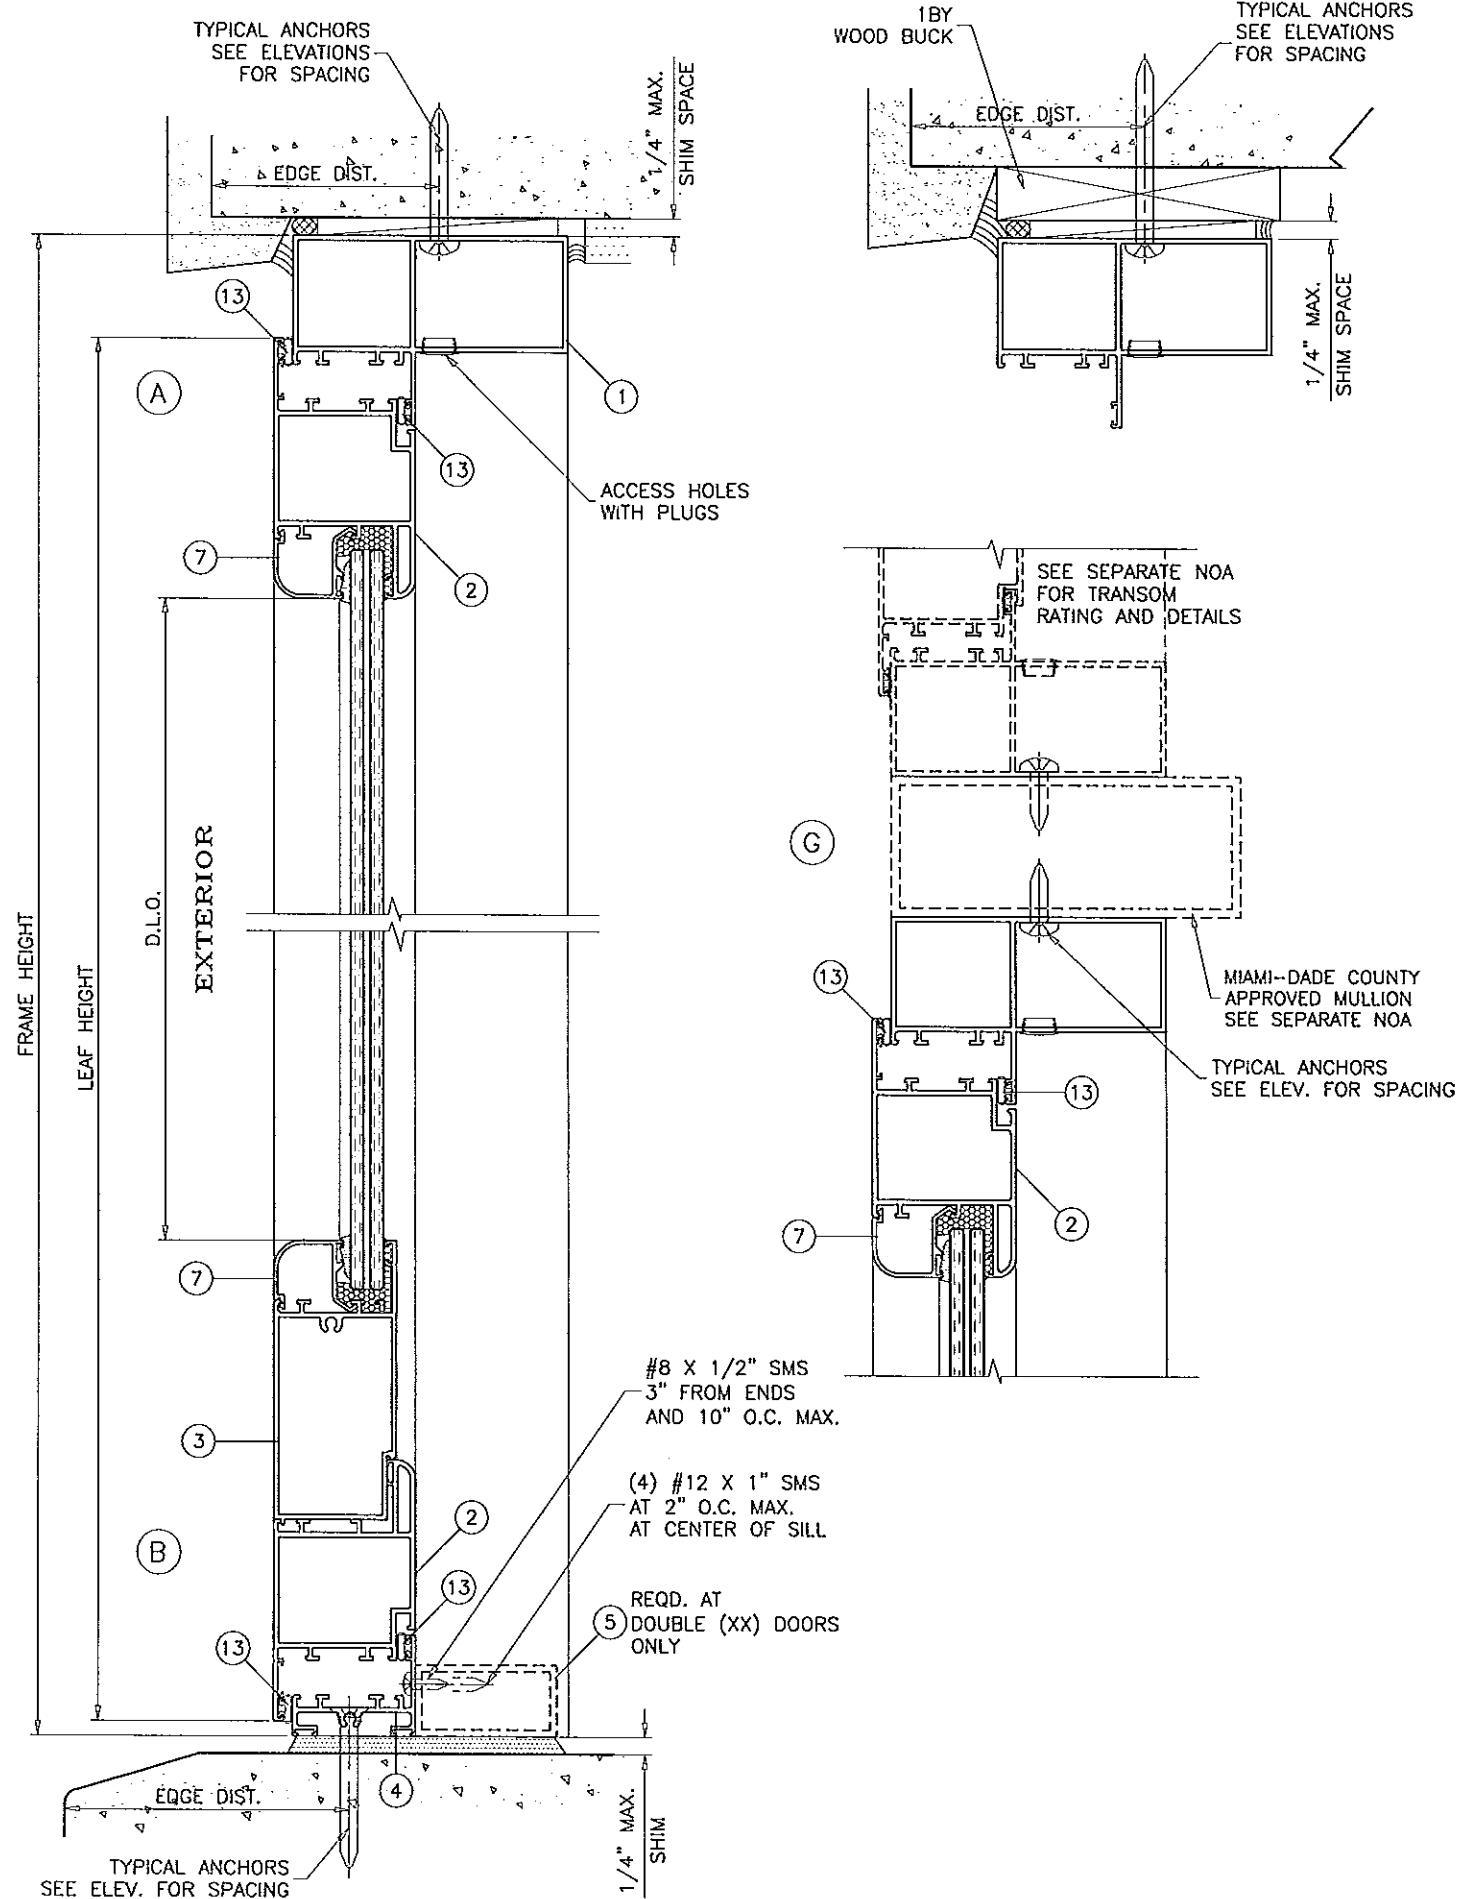 TYPICAL ANCHORS
SEE ELEVATIONS
FOR SPACING
1/4" MAX.
SHIM SPACE
EDGE DIST.
13
A
1
13
ACCESS HOLES
WITH PLUGS
7
2
FRAME HEIGHT
LEAF HEIGHT
D.L.O.
EXTERIOR
7
3
#8 X 1/2" SMS
3" FROM ENDS
AND 10" O.C. MAX.
(4) #12 X 1" SMS
AT 2" O.C. MAX.
AT CENTER OF SILL
2
B
13
13
5
REQD. AT
DOUBLE (XX) DOORS
ONLY
4
EDGE DIST.
1/4" MAX.
SHIM
TYPICAL ANCHORS
SEE ELEV. FOR SPACING
1BY
WOOD BUCK
TYPICAL ANCHORS
SEE ELEVATIONS
FOR SPACING
EDGE DIST.
1/4" MAX.
SHIM SPACE
SEE SEPARATE NOA
FOR TRANSOM
RATING AND DETAILS
G
MIAMI-DADE COUNTY
APPROVED MULLION
SEE SEPARATE NOA
13
TYPICAL ANCHORS
SEE ELEV. FOR SPACING
13
2
7